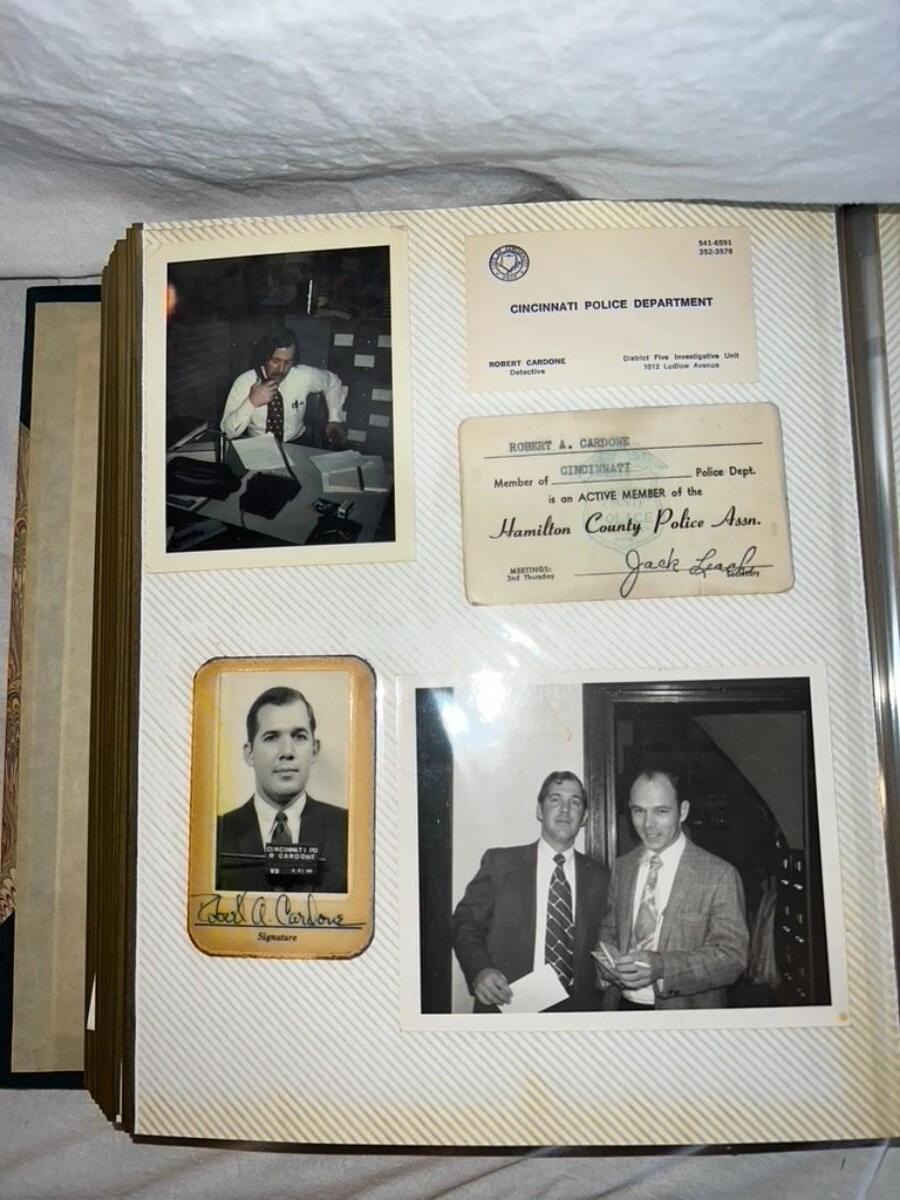 541-6591
352-3578
CINCINNATI POLICE DEPARTMENT
ROBERT CARDONE
Detective
District Five Investigative Unit
1012 Ludlow Avenue
ROBERT A. CARDONE
CINCINNATI
Member of Police Dept.
is an ACTIVE MEMBER of the
Hamilton County Police Assn.
MEETINGS:
2nd Thursday
Jack Leach
Secretary
CINCINNATI PD
R CARDONE
Robert A. Cardone
Signature